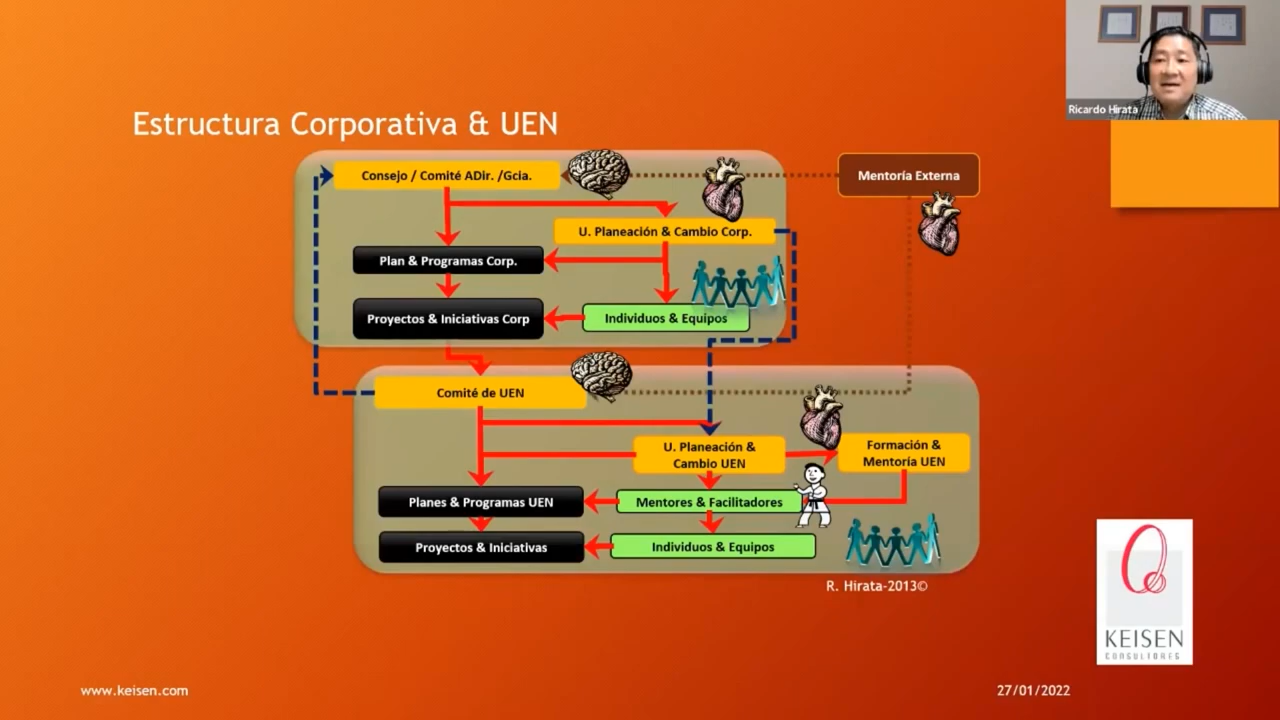 Ricardo Hirata
Estructura Corporativa & UEN
Consejo / Comité ADir. /Gcia.
Mentoría Externa
U. Planeación & Cambio Corp.
Plan & Programas Corp.
Proyectos & Iniciativas Corp
Individuos & Equipos
Comité de UEN
U. Planeación &
Cambio UEN
Formación &
Mentoría UEN
Planes & Programas UEN
Mentores & Facilitadores
Proyectos & Iniciativas
Individuos & Equipos
R. Hirata-2013©
KEISEN
CONSULTORES
www.keisen.com
27/01/2022